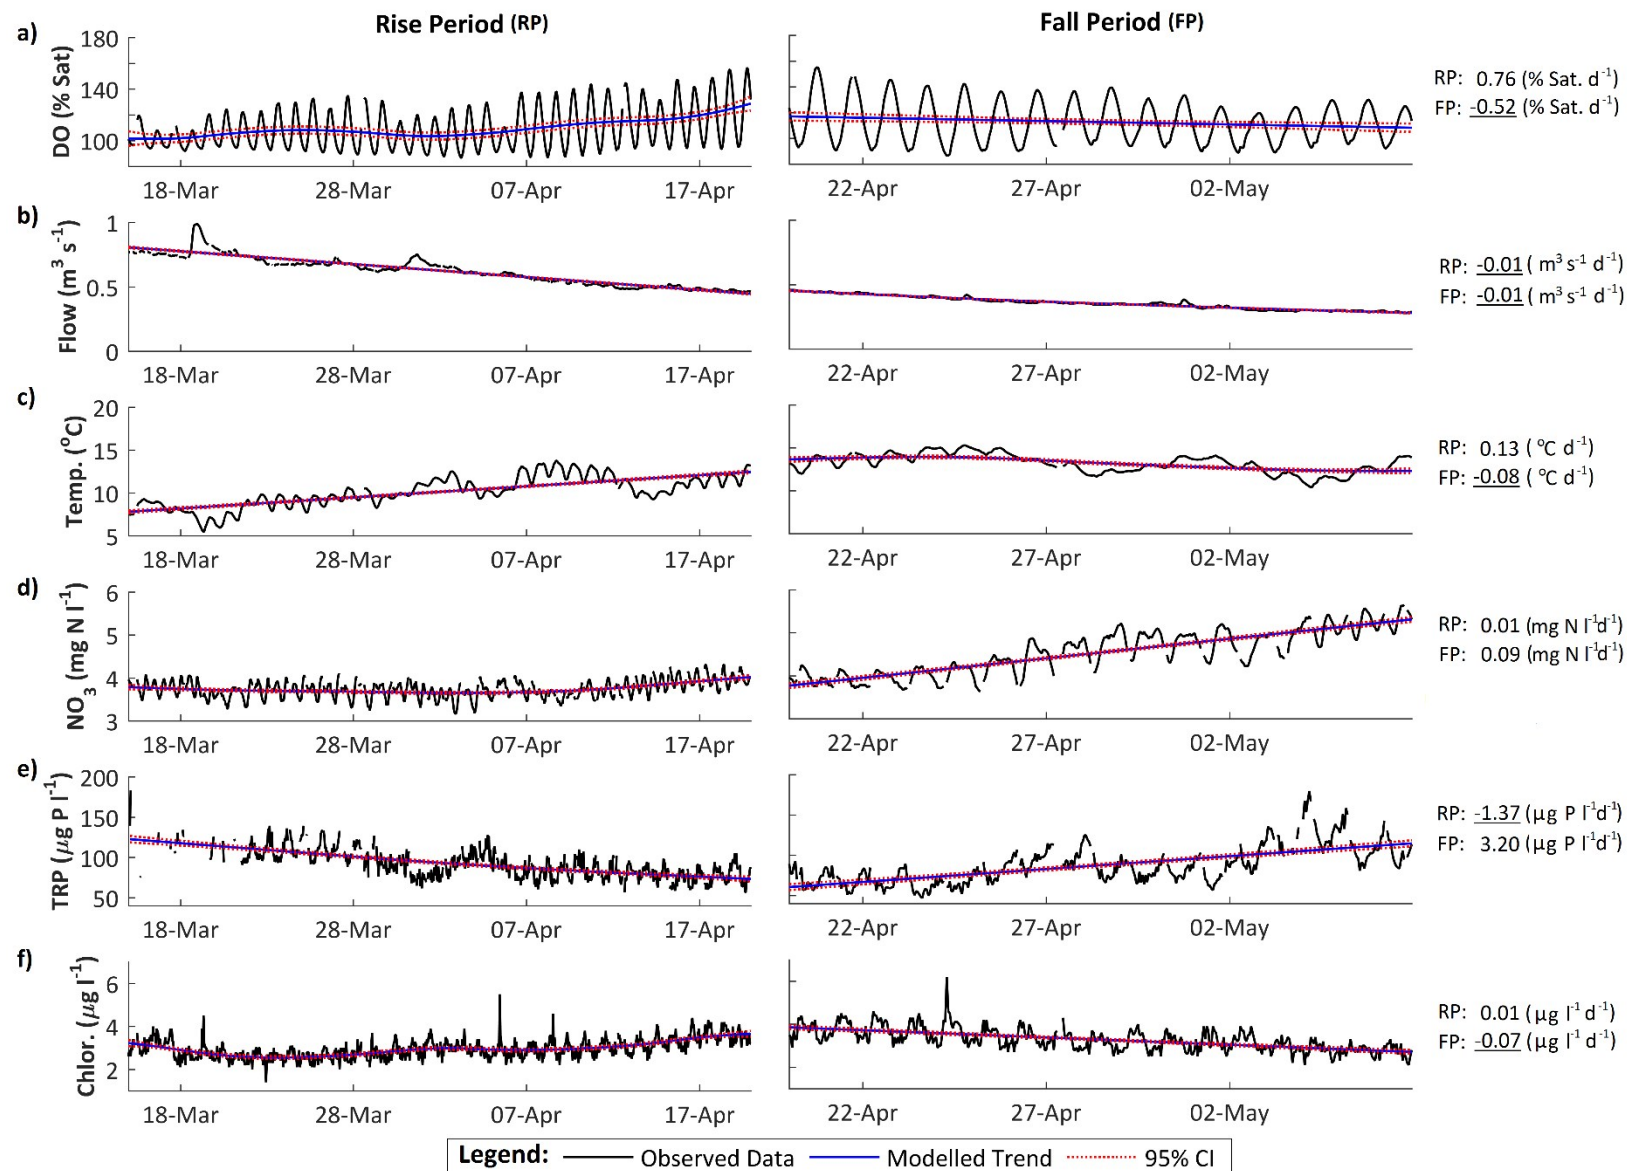 Rise Period (RP)
Fall Period (FP)
a)
DO (% Sat)
180
140
100
18-Mar 28-Mar 07-Apr 17-Apr
22-Apr 27-Apr 02-May
RP: 0.76 (% Sat. d⁻¹)
FP: -0.52 (% Sat. d⁻¹)
b)
Flow (m³ s⁻¹)
1
0.5
0
18-Mar 28-Mar 07-Apr 17-Apr
22-Apr 27-Apr 02-May
RP: -0.01 ( m³ s⁻¹ d⁻¹)
FP: -0.01 ( m³ s⁻¹ d⁻¹)
c)
Temp. (°C)
20
15
10
5
18-Mar 28-Mar 07-Apr 17-Apr
22-Apr 27-Apr 02-May
RP: 0.13 ( °C d⁻¹)
FP: -0.08 ( °C d⁻¹)
d)
NO₃ (mg N l⁻¹)
6
5
4
3
18-Mar 28-Mar 07-Apr 17-Apr
22-Apr 27-Apr 02-May
RP: 0.01 (mg N l⁻¹d⁻¹)
FP: 0.09 (mg N l⁻¹d⁻¹)
e)
TRP (µg P l⁻¹)
200
150
100
50
18-Mar 28-Mar 07-Apr 17-Apr
22-Apr 27-Apr 02-May
RP: -1.37 (µg P l⁻¹d⁻¹)
FP: 3.20 (µg P l⁻¹d⁻¹)
f)
Chlor. (µg l⁻¹)
6
4
2
18-Mar 28-Mar 07-Apr 17-Apr
22-Apr 27-Apr 02-May
RP: 0.01 (µg l⁻¹ d⁻¹)
FP: -0.07 (µg l⁻¹ d⁻¹)
Legend: Observed Data Modelled Trend 95% CI